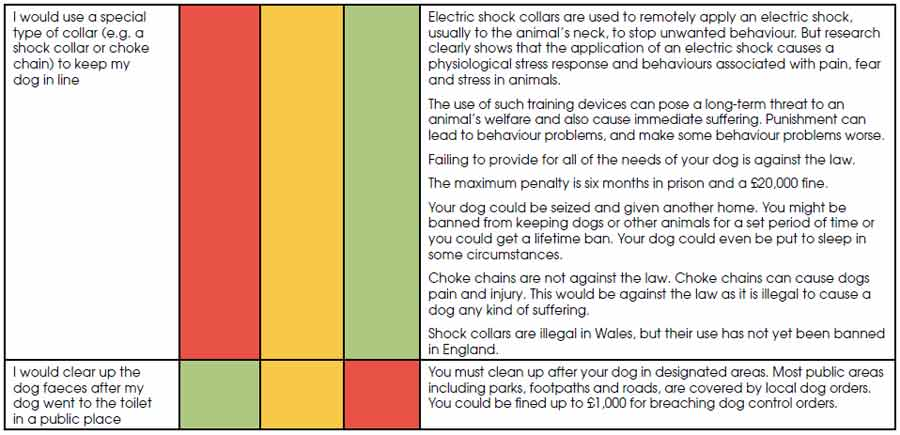 I would use a special
type of collar (e.g. a
shock collar or choke
chain) to keep my
dog in line
Electric shock collars are used to remotely apply an electric shock,
usually to the animal's neck, to stop unwanted behaviour. But research
clearly shows that the application of an electric shock causes a
physiological stress response and behaviours associated with pain, fear
and stress in animals.
The use of such training devices can pose a long-term threat to an
animal's welfare and also cause immediate suffering. Punishment can
lead to behaviour problems, and make some behaviour problems worse.
Failing to provide for all of the needs of your dog is against the law.
The maximum penalty is six months in prison and a £20,000 fine.
Your dog could be seized and given another home. You might be
banned from keeping dogs or other animals for a set period of time or
you could get a lifetime ban. Your dog could even be put to sleep in
some circumstances.
Choke chains are not against the law. Choke chains can cause dogs
pain and injury. This would be against the law as it is illegal to cause a
dog any kind of suffering.
Shock collars are illegal in Wales, but their use has not yet been banned
in England.
I would clear up the
dog faeces after my
dog went to the toilet
in a public place
You must clean up after your dog in designated areas. Most public areas
including parks, footpaths and roads, are covered by local dog orders.
You could be fined up to £1,000 for breaching dog control orders.